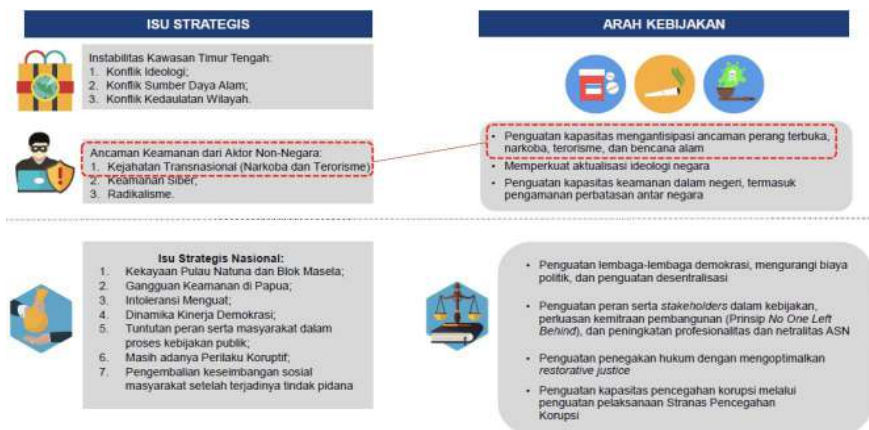 ISU STRATEGIS
Instabilitas Kawasan Timur Tengah:
1. Konflik Ideologi;
2. Konflik Sumber Daya Alam;
3. Konflik Kedaulatan Wilayah.
Ancaman Keamanan dari Aktor Non-Negara:
1. Kejahatan Transnasional (Narkoba dan Terorisme)
2. Keamanan Siber;
3. Radikalisme.
ARAH KEBIJAKAN
• Penguatan kapasitas mengantisipasi ancaman perang terbuka,
narkoba, terorisme, dan bencana alam
• Memperkuat aktualisasi ideologi negara
• Penguatan kapasitas keamanan dalam negeri, termasuk
pengamanan perbatasan antar negara
Isu Strategis Nasional:
1. Kekayaan Pulau Natuna dan Blok Masela;
2. Gangguan Keamanan di Papua;
3. Intoleransi Menguat;
4. Dinamika Kinerja Demokrasi;
5. Tuntutan peran serta masyarakat dalam
proses kebijakan publik;
6. Masih adanya Perilaku Koruptif;
7. Pengembalian keseimbangan sosial
masyarakat setelah terjadinya tindak pidana
• Penguatan lembaga-lembaga demokrasi, mengurangi biaya
politik, dan penguatan desentralisasi
• Penguatan peran serta stakeholders dalam kebijakan,
perluasan kemitraan pembangunan (Prinsip No One Left
Behind), dan peningkatan profesionalitas dan netralitas ASN
• Penguatan penegakan hukum dengan mengoptimalkan
restorative justice
• Penguatan kapasitas pencegahan korupsi melalui
penguatan pelaksanaan Stranas Pencegahan
Korupsi